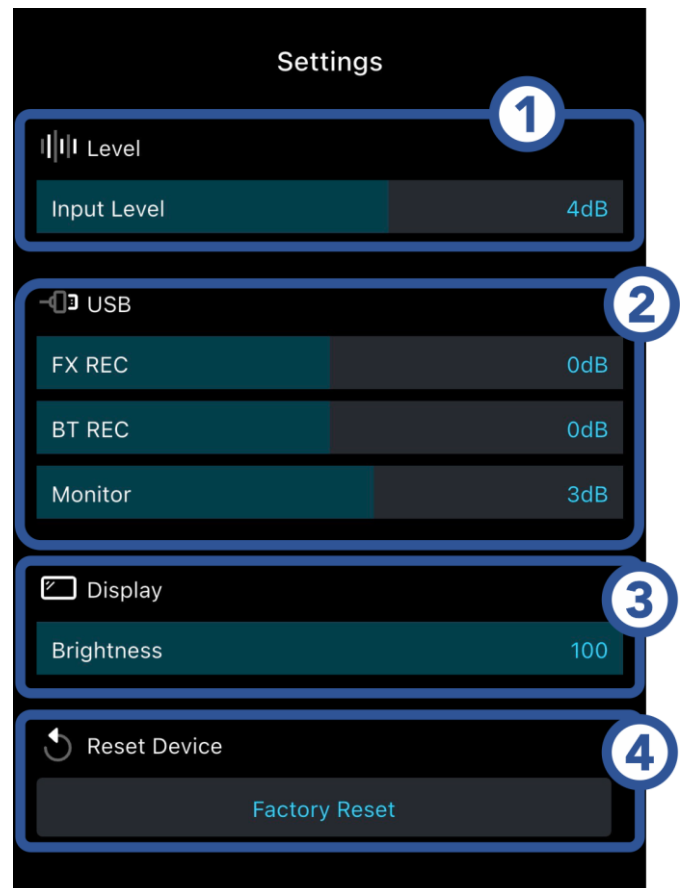 Settings
1
Level
Input Level 4dB
2
USB
FX REC 0dB
BT REC 0dB
Monitor 3dB
3
Display
Brightness 100
4
Reset Device
Factory Reset